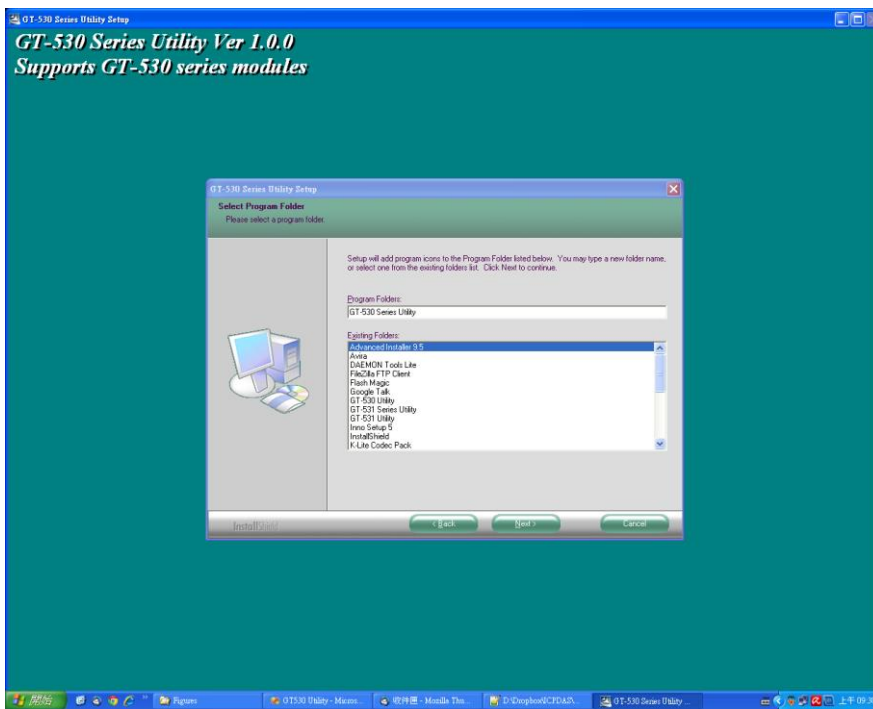 GT-530 Series Utility Setup
GT-530 Series Utility Ver 1.0.0
Supports GT-530 series modules
GT-530 Series Utility Setup
Select Program Folder
Please select a program folder.
Setup will add program icons to the Program Folder listed below. You may type a new folder name,
or select one from the existing folders list. Click Next to continue.
Program Folders:
GT-530 Series Utility
Existing Folders:
Advanced Installer 9.5
Avira
DAEMON Tools Lite
FileZilla FTP Client
Flash Magic
Google Talk
GT-530 Utility
GT-531 Series Utility
GT-531 Utility
Inno Setup 5
InstallShield
K-Lite Codec Pack
InstallShield
< Back
Next >
Cancel
開始
Figures
GT530 Utility - Micros...
收件匣 - Mozilla Thu...
D:\Dropbox\ICPDAS\...
GT-530 Series Utility ...
上午 09:3